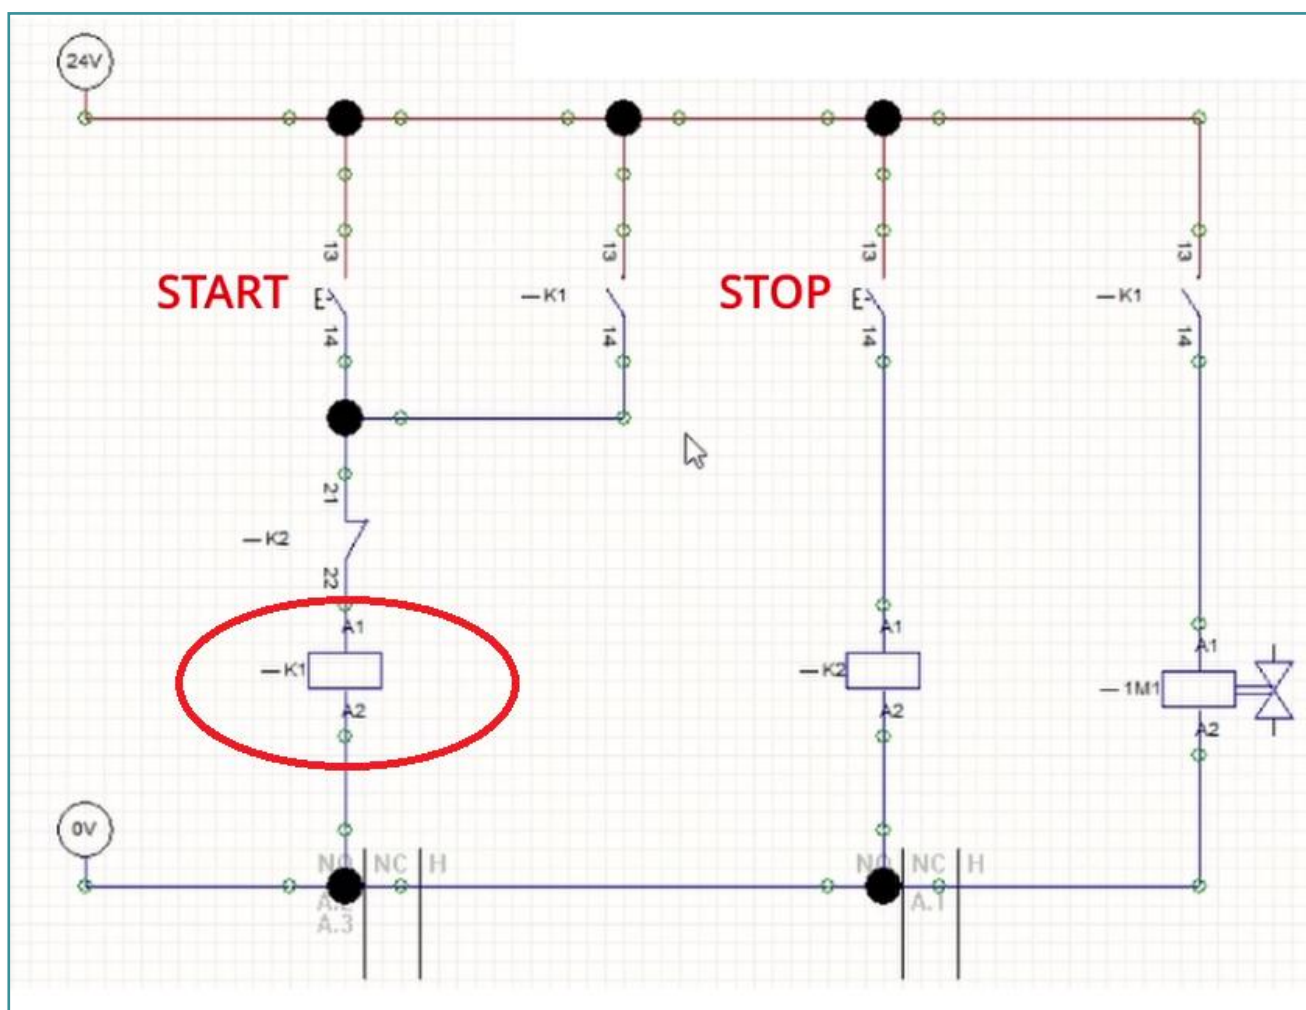 24V
13
13
13
13
START
E
—K1
STOP
E
—K1
14
14
14
14
21
—K2
22
A1
—K1
A2
A1
—K2
A2
A1
—1M1
A2
0V
NO NC H
A.2
A.3
NO NC H
A.1